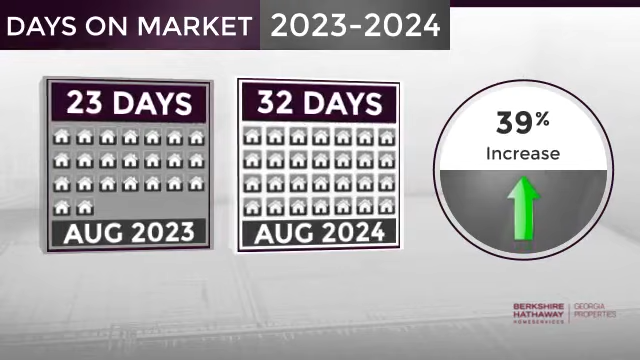 DAYS ON MARKET 2023-2024
23 DAYS
AUG 2023
32 DAYS
AUG 2024
39%
Increase
BERKSHIRE
HATHAWAY
HOMESERVICES
GEORGIA
PROPERTIES